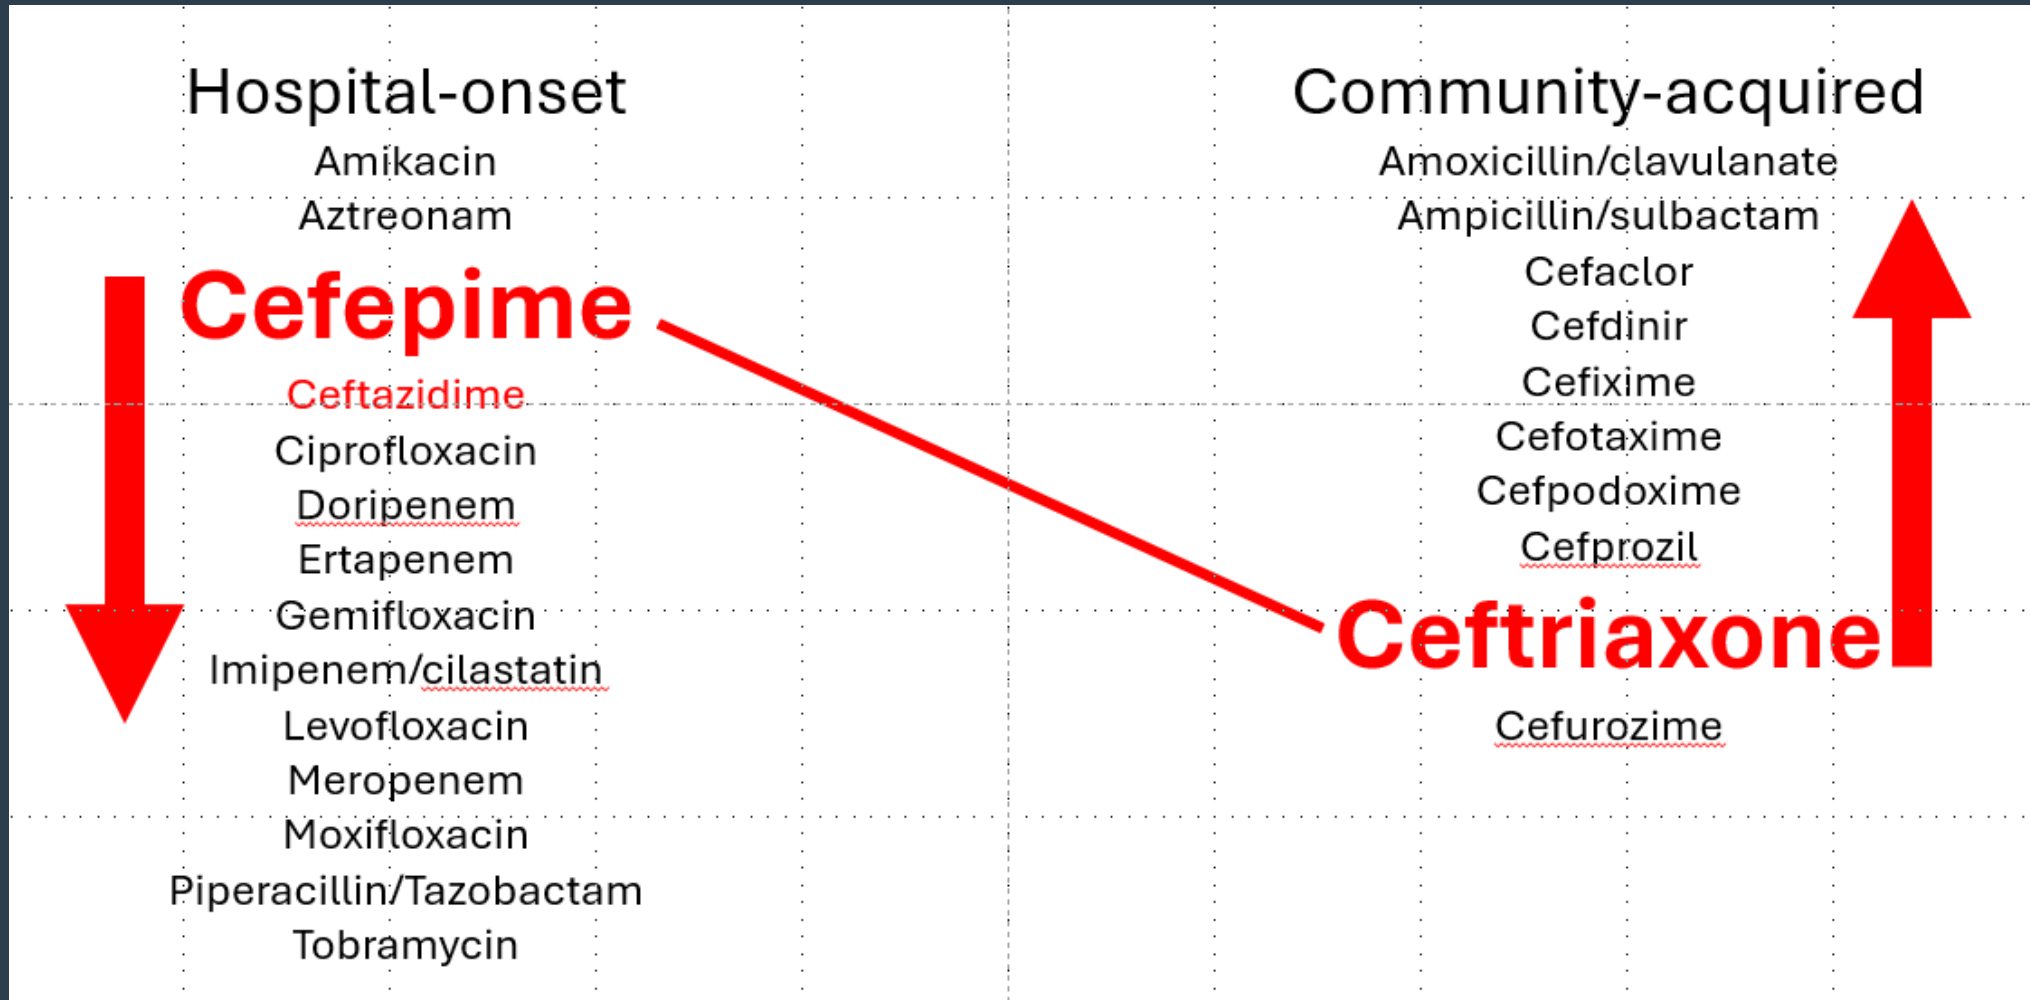 Hospital-onset
Amikacin
Aztreonam
Cefepime
Ceftazidime
Ciprofloxacin
Doripenem
Ertapenem
Gemifloxacin
Imipenem/cilastatin
Levofloxacin
Meropenem
Moxifloxacin
Piperacillin/Tazobactam
Tobramycin
Community-acquired
Amoxicillin/clavulanate
Ampicillin/sulbactam
Cefaclor
Cefdinir
Cefixime
Cefotaxime
Cefpodoxime
Cefprozil
Ceftriaxone
Cefurozime